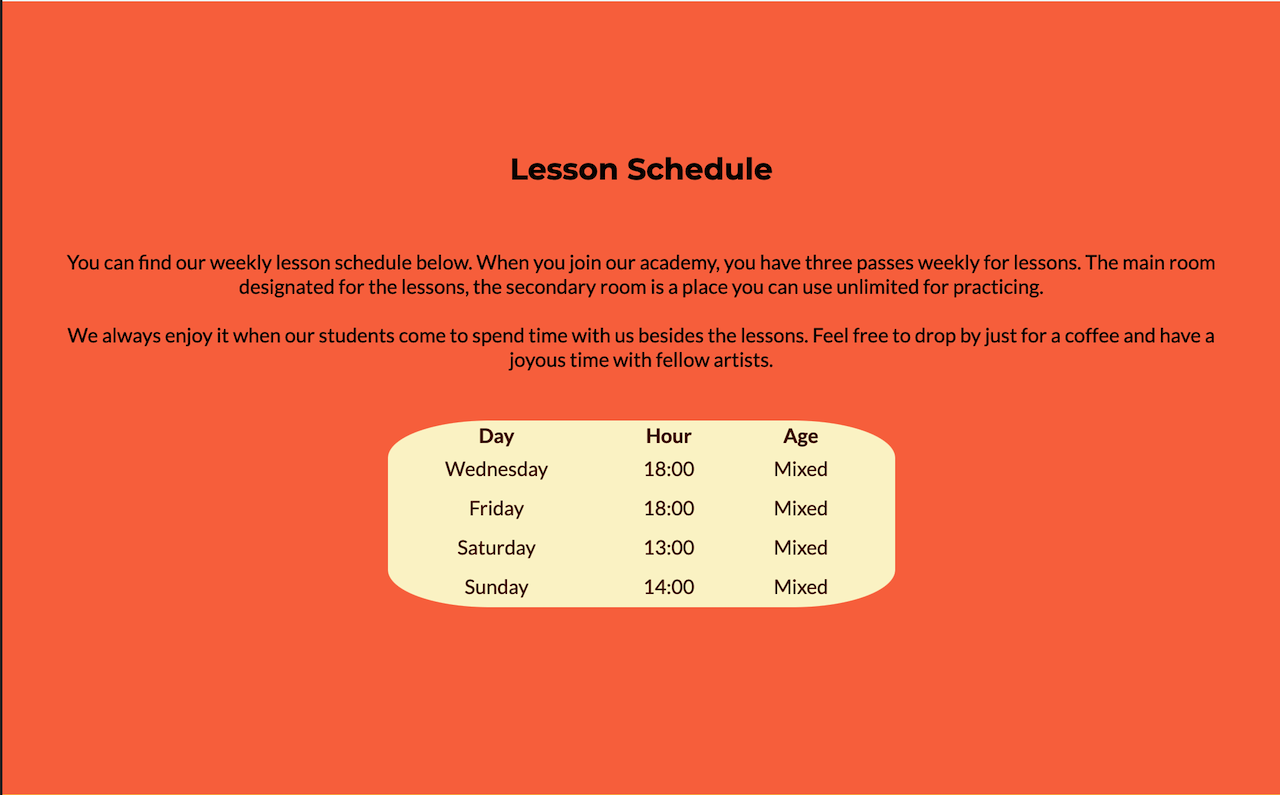 Lesson Schedule
You can find our weekly lesson schedule below. When you join our academy, you have three passes weekly for lessons. The main room
designated for the lessons, the secondary room is a place you can use unlimited for practicing.
We always enjoy it when our students come to spend time with us besides the lessons. Feel free to drop by just for a coffee and have a
joyous time with fellow artists.
Day Hour Age
Wednesday 18:00 Mixed
Friday 18:00 Mixed
Saturday 13:00 Mixed
Sunday 14:00 Mixed